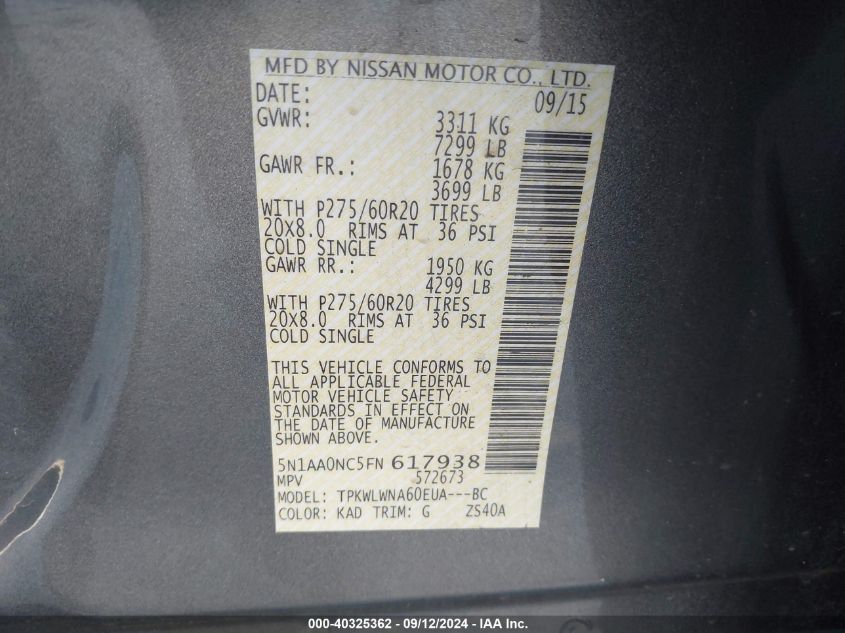 MFD BY NISSAN MOTOR CO., LTD.
DATE: 09/15
GVWR: 3311 KG
7299 LB
GAWR FR.: 1678 KG
3699 LB
WITH P275/60R20 TIRES
20X8.0 RIMS AT 36 PSI
COLD SINGLE
GAWR RR.: 1950 KG
4299 LB
WITH P275/60R20 TIRES
20X8.0 RIMS AT 36 PSI
COLD SINGLE
THIS VEHICLE CONFORMS TO
ALL APPLICABLE FEDERAL
MOTOR VEHICLE SAFETY
STANDARDS IN EFFECT ON
THE DATE OF MANUFACTURE
SHOWN ABOVE.
5N1AA0NC5FN 617938
MPV 572673
MODEL: TPKWLWNA60EUA---BC
COLOR: KAD TRIM: G ZS40A
000-40325362 - 09/12/2024 - IAA Inc.